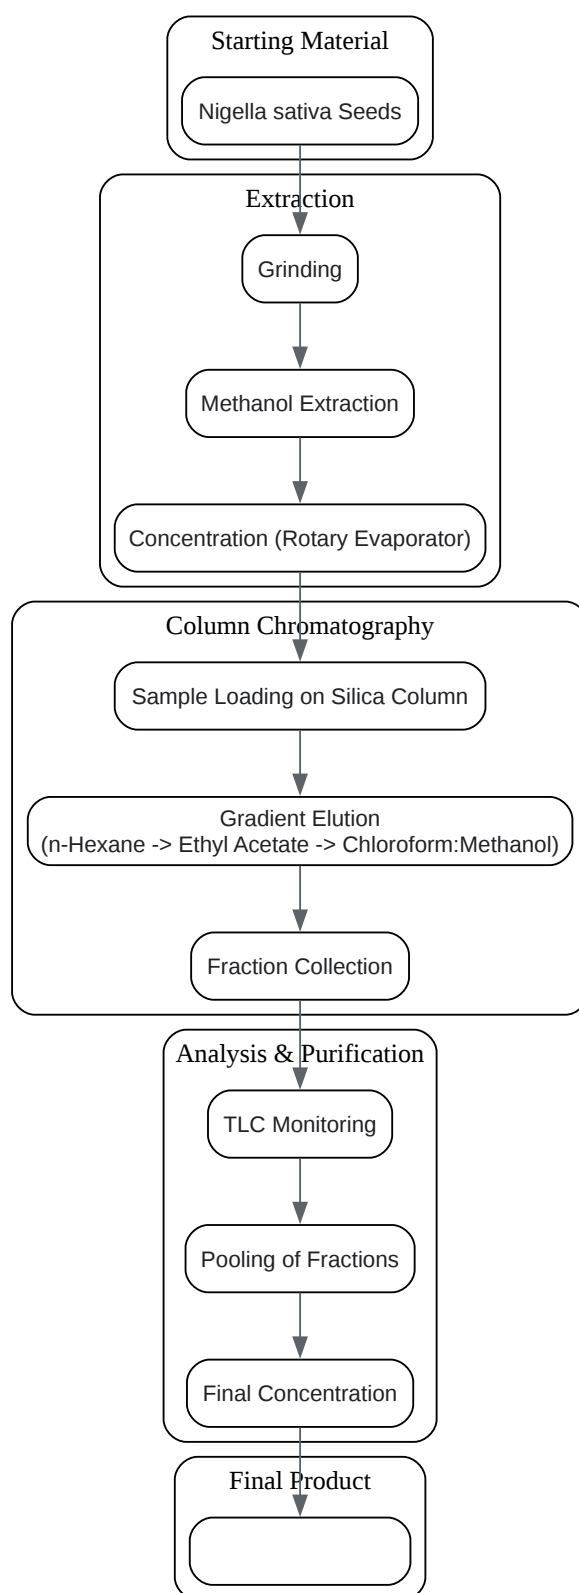 Starting Material
Nigella sativa Seeds
Extraction
Grinding
Methanol Extraction
Concentration (Rotary Evaporator)
Column Chromatography
Sample Loading on Silica Column
Gradient Elution
(n-Hexane -> Ethyl Acetate -> Chloroform:Methanol)
Fraction Collection
Analysis & Purification
TLC Monitoring
Pooling of Fractions
Final Concentration
Final Product